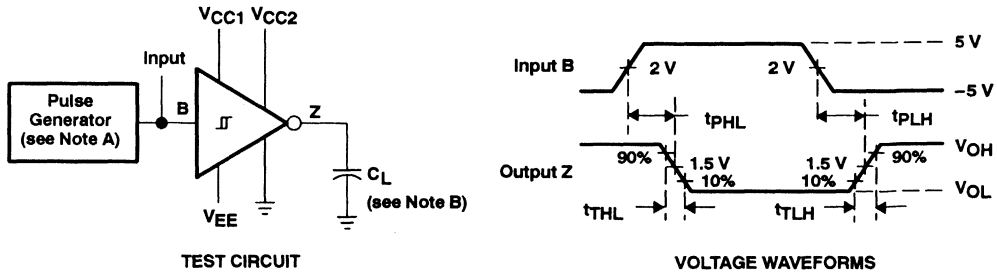 VCC1 VCC2
Input
Pulse
Generator
(see Note A)
B
Z
CL
(see Note B)
VEE
TEST CIRCUIT
5 V
Input B
2 V
2 V
−5 V
tPHL
tPLH
VOH
90%
1.5 V
1.5 V
90%
Output Z
10%
10%
VOL
tTHL
tTLH
VOLTAGE WAVEFORMS